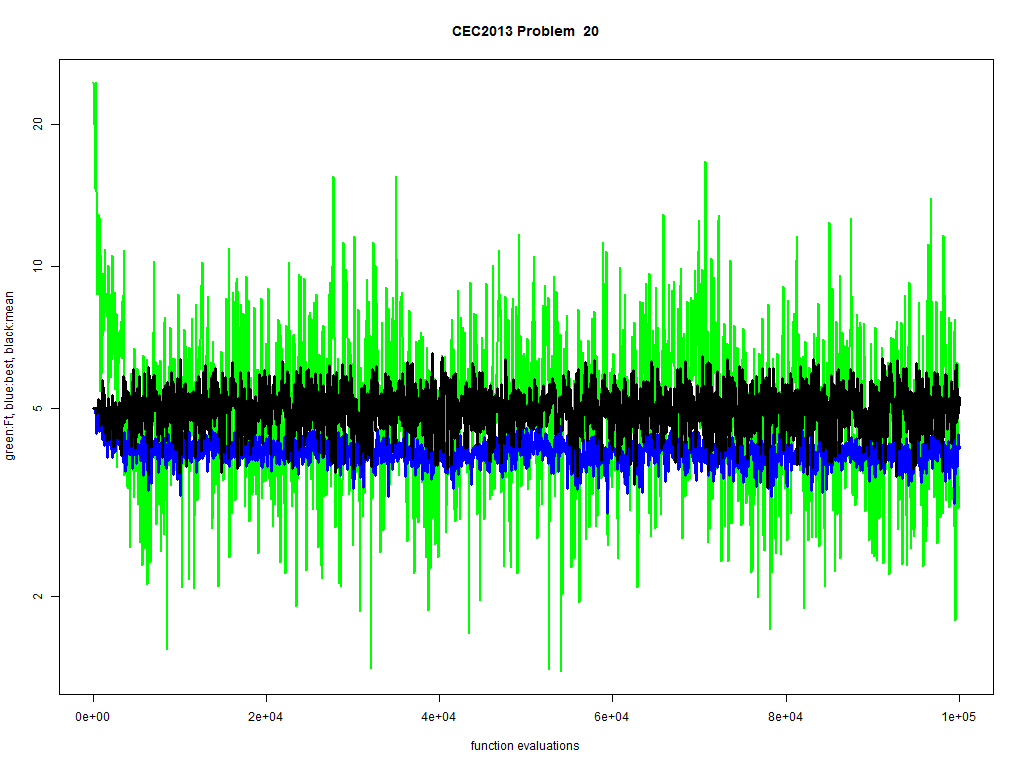 CEC2013 Problem  20
green:Ft, blue:best, black:mean
20
10
5
2
0e+00
2e+04
4e+04
6e+04
8e+04
1e+05
function evaluations